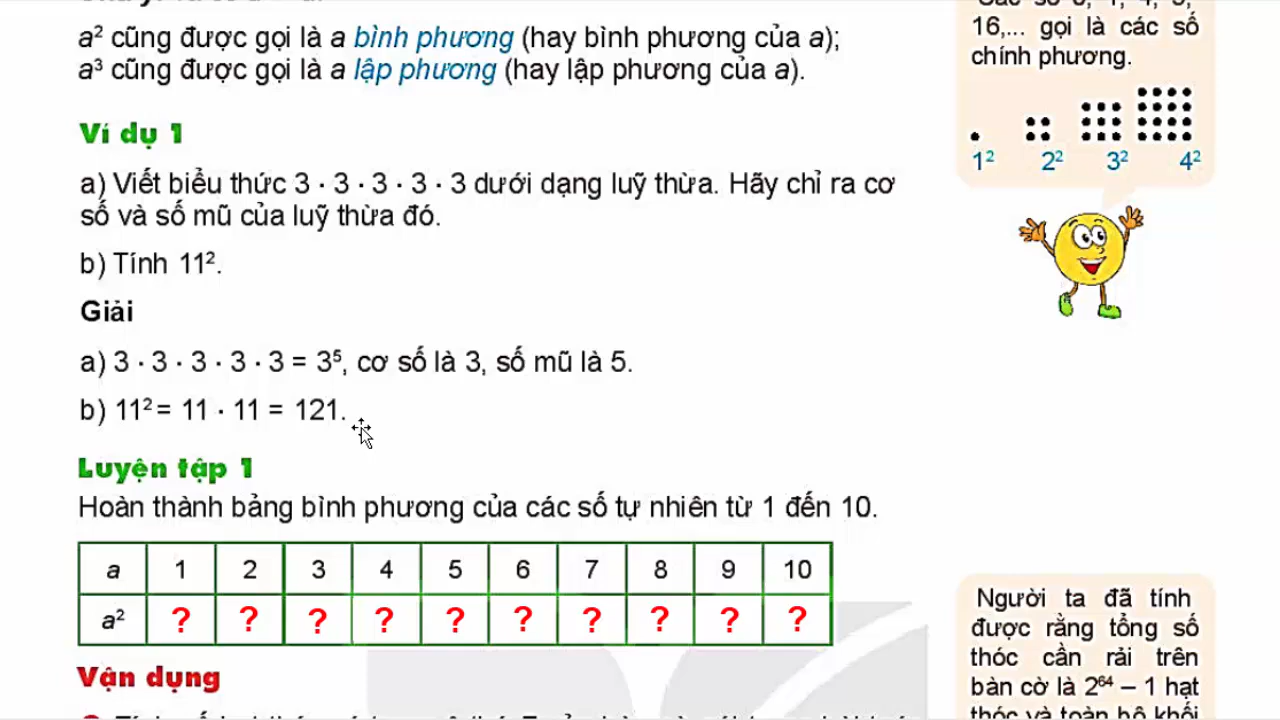 a² cũng được gọi là a bình phương (hay bình phương của a);
a³ cũng được gọi là a lập phương (hay lập phương của a).
Ví dụ 1
a) Viết biểu thức 3 · 3 · 3 · 3 · 3 dưới dạng luỹ thừa. Hãy chỉ ra cơ
số và số mũ của luỹ thừa đó.
b) Tính 11².
Giải
a) 3 · 3 · 3 · 3 · 3 = 3⁵, cơ số là 3, số mũ là 5.
b) 11² = 11 · 11 = 121.
Luyện tập 1
Hoàn thành bảng bình phương của các số tự nhiên từ 1 đến 10.
a 1 2 3 4 5 6 7 8 9 10
a² ? ? ? ? ? ? ? ? ? ?
Vận dụng
16,... gọi là các số
chính phương.
1² 2² 3² 4²
Người ta đã tính
được rằng tổng số
thóc cần rải trên
bàn cờ là 2⁶⁴ – 1 hạt
thóc và toàn bộ khối